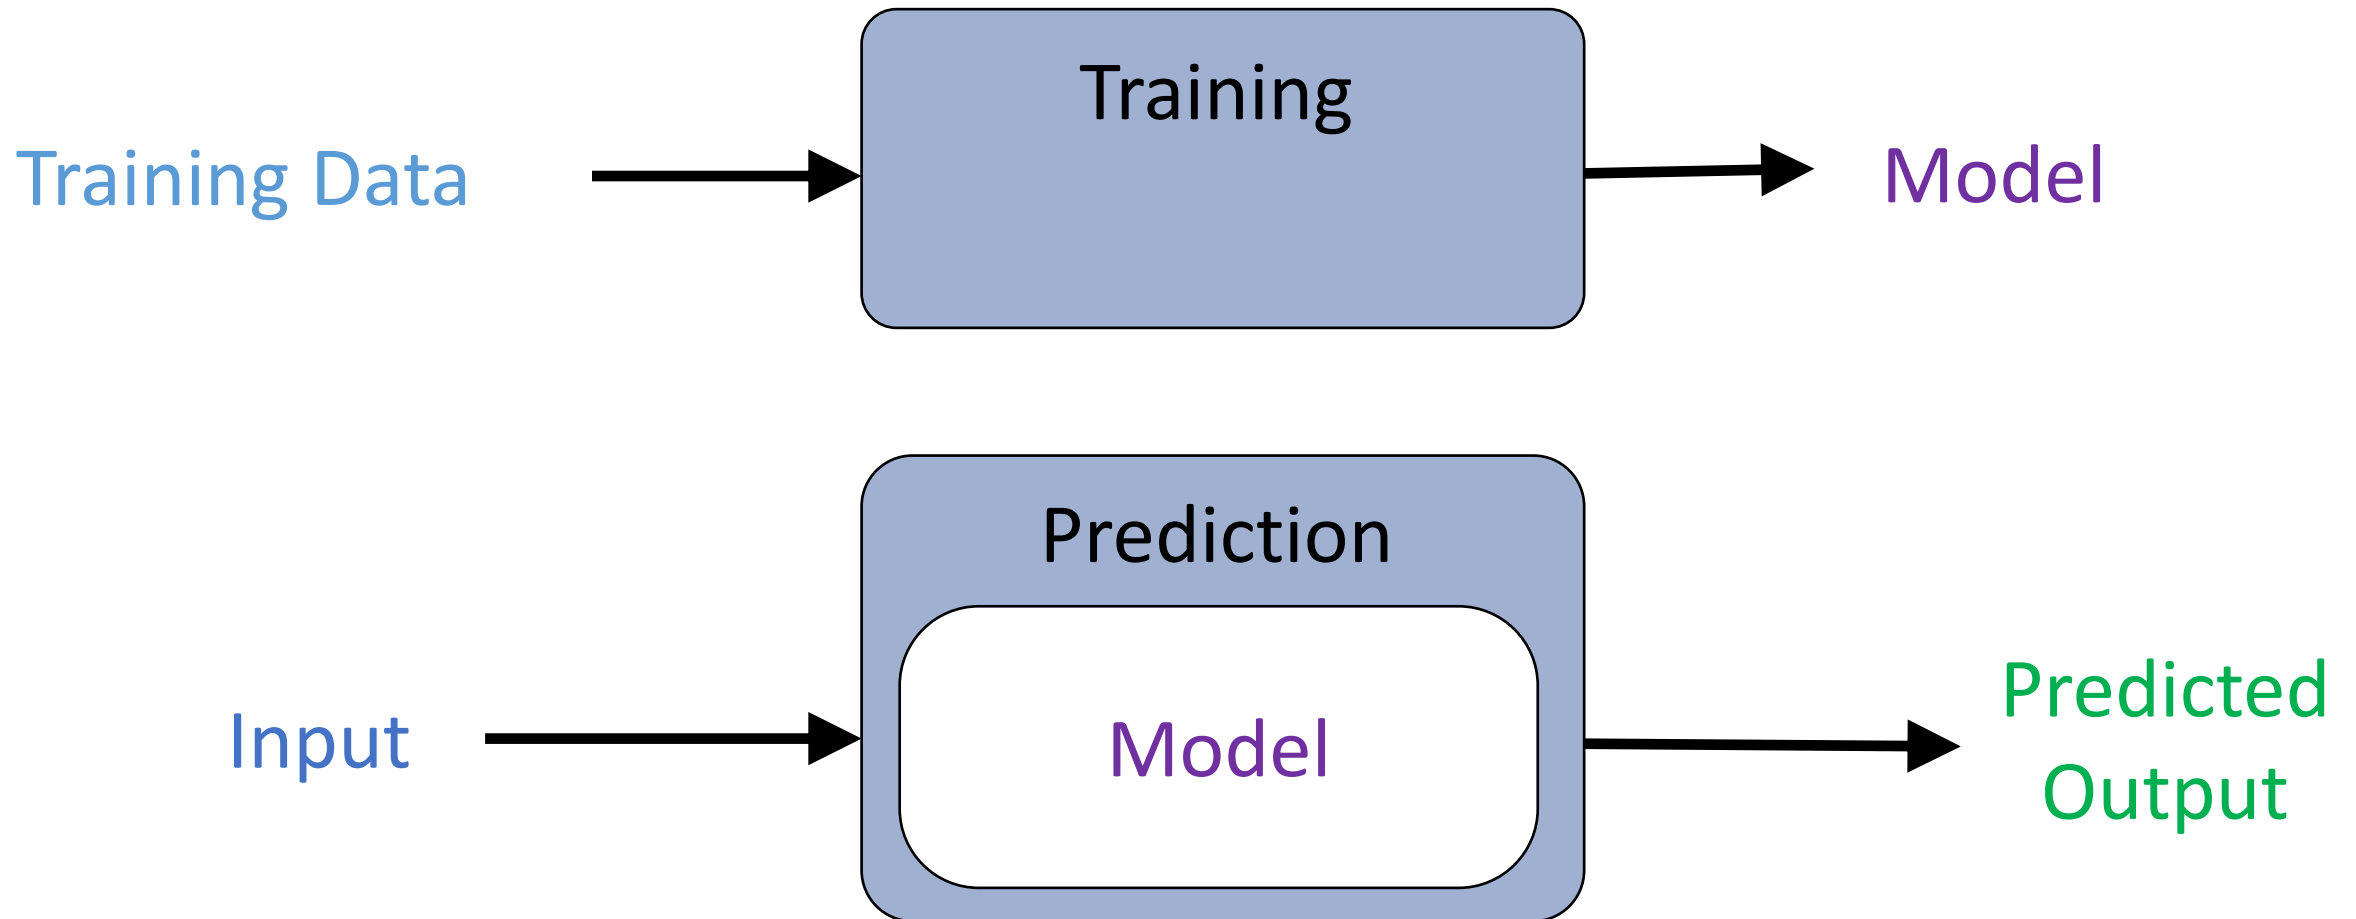 Training
Training Data
Model
Prediction
Input
Model
Predicted
Output